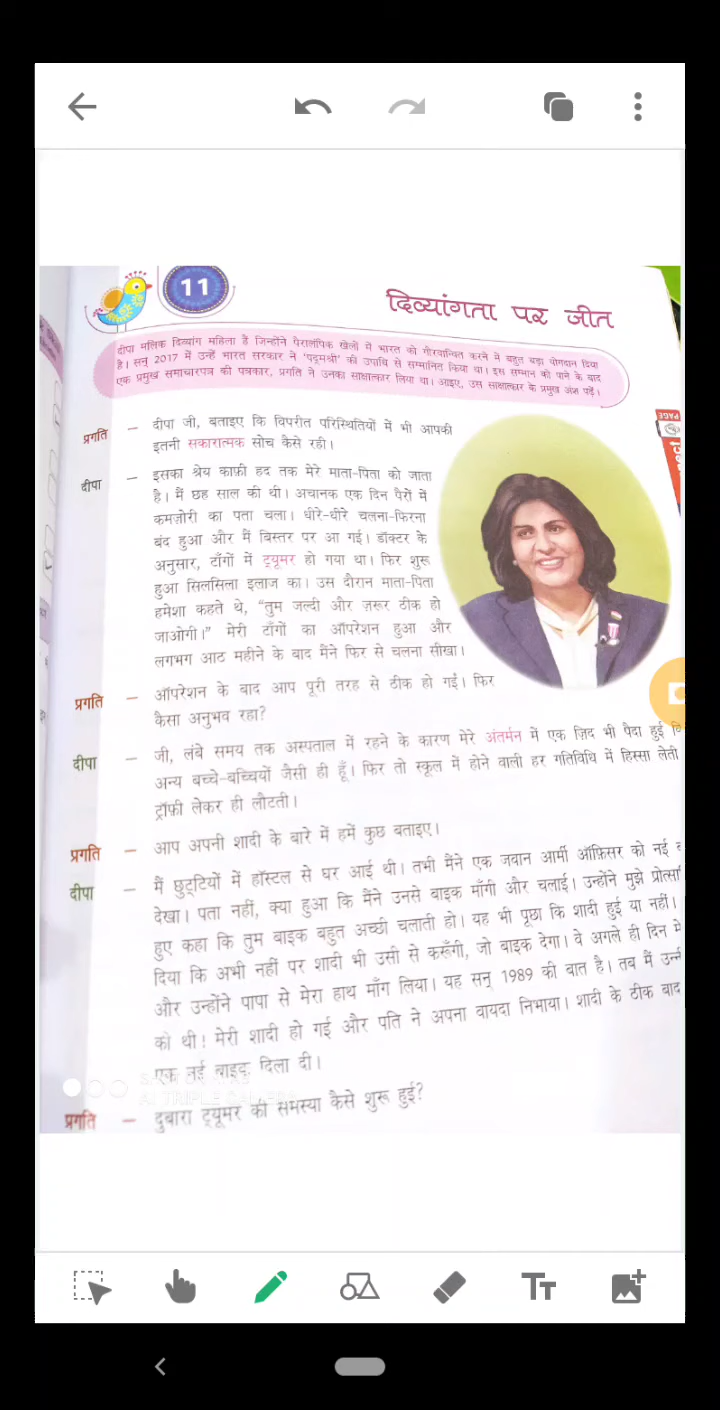 11
दिव्यांगता पर जीत
दीपा मलिक दिव्यांग महिला हैं जिन्होंने पैरालंपिक खेलों में भारत को गौरवान्वित करने में बहुत बड़ा योगदान दिया
है। सन् 2017 में उन्हें भारत सरकार ने 'पद्मश्री' की उपाधि से सम्मानित किया था। इस सम्मान को पाने के बाद
एक प्रमुख समाचारपत्र की पत्रकार, प्रगति ने उनका साक्षात्कार लिया था। आइए, उस साक्षात्कार के प्रमुख अंश पढ़ें।
PAGE
प्रगति – दीपा जी, बताइए कि विपरीत परिस्थितियों में भी आपकी
इतनी सकारात्मक सोच कैसे रही।
दीपा – इसका श्रेय काफ़ी हद तक मेरे माता-पिता को जाता
है। मैं छह साल की थी। अचानक एक दिन पैरों में
कमज़ोरी का पता चला। धीरे-धीरे चलना-फिरना
बंद हुआ और मैं बिस्तर पर आ गई। डॉक्टर के
अनुसार, टाँगों में ट्यूमर हो गया था। फिर शुरू
हुआ सिलसिला इलाज का। उस दौरान माता-पिता
हमेशा कहते थे, "तुम जल्दी और ज़रूर ठीक हो
जाओगी।" मेरी टाँगों का ऑपरेशन हुआ और
लगभग आठ महीने के बाद मैंने फिर से चलना सीखा।
प्रगति – ऑपरेशन के बाद आप पूरी तरह से ठीक हो गईं। फिर
कैसा अनुभव रहा?
दीपा – जी, लंबे समय तक अस्पताल में रहने के कारण मेरे अंतर्मन में एक ज़िद भी पैदा हुई
अन्य बच्चे-बच्चियों जैसी ही हूँ। फिर तो स्कूल में होने वाली हर गतिविधि में हिस्सा लेती
ट्रॉफ़ी लेकर ही लौटती।
प्रगति – आप अपनी शादी के बारे में हमें कुछ बताइए।
दीपा – मैं छुट्टियों में हॉस्टल से घर आई थी। तभी मैंने एक जवान आर्मी ऑफ़िसर को नई
देखा। पता नहीं, क्या हुआ कि मैंने उनसे बाइक माँगी और चलाई। उन्होंने मुझे
हुए कहा कि तुम बाइक बहुत अच्छी चलाती हो। यह भी पूछा कि शादी हुई या नहीं।
दिया कि अभी नहीं पर शादी भी उसी से करूँगी, जो बाइक देगा। वे अगले ही दिन
और उन्होंने पापा से मेरा हाथ माँग लिया। यह सन् 1989 की बात है। तब मैं
की थी! मेरी शादी हो गई और पति ने अपना वायदा निभाया। शादी के ठीक बाद
एक नई बाइक दिला दी।
AI TRIPLE CAMERA
प्रगति – दुबारा ट्यूमर की समस्या कैसे शुरू हुई?
Tт